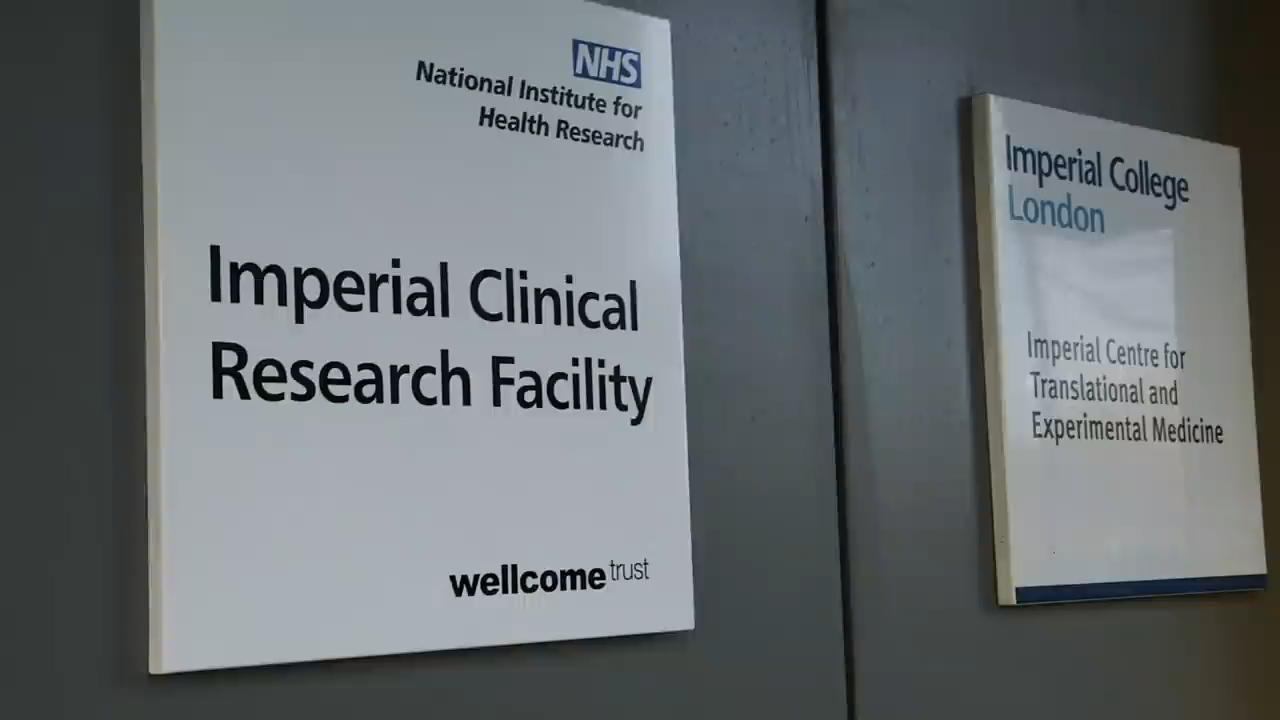 NHS
National Institute for
Health Research
Imperial Clinical
Research Facility
wellcome trust
Imperial College
London
Imperial Centre for
Translational and
Experimental Medicine